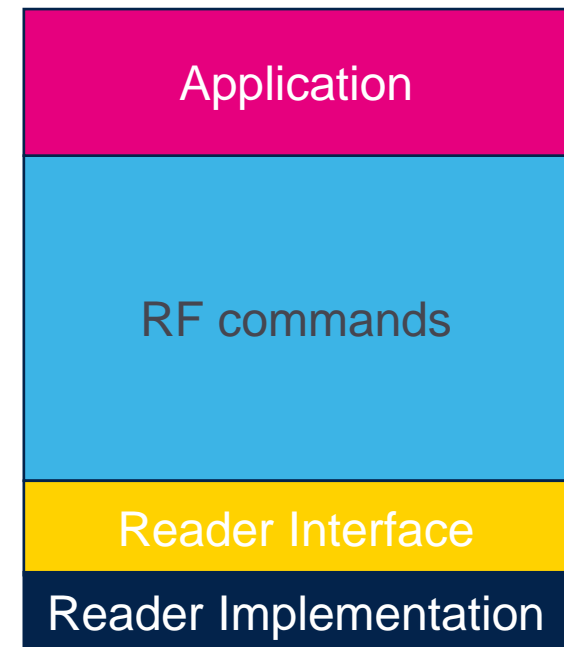 Application
RF commands
Reader Interface
Reader Implementation